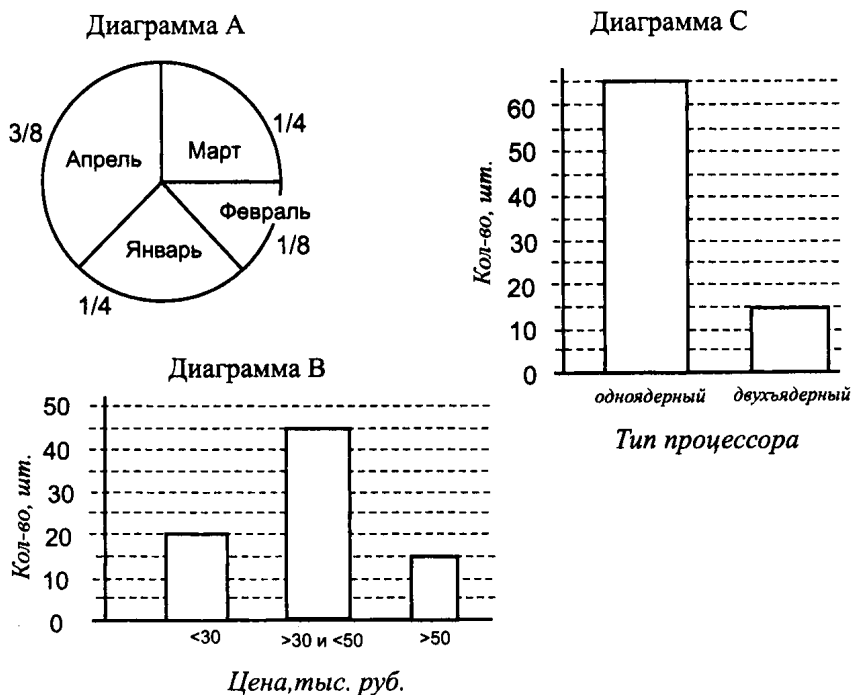 Диаграмма А
3/8
1/4
Апрель
Март
Февраль
Январь
1/8
1/4
Диаграмма С
Кол-во, шт.
60
50
40
30
20
10
0
одноядерный двухъядерный
Тип процессора
Диаграмма В
Кол-во, шт.
50
40
30
20
10
0
<30 >30 и <50 >50
Цена,тыс. руб.